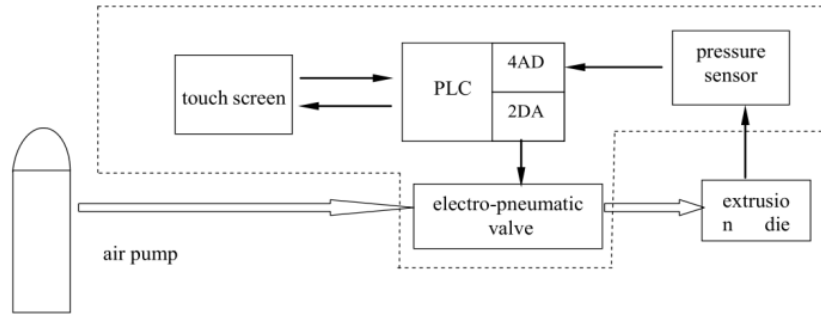 touch screen
PLC
4AD
2DA
pressure
sensor
electro-pneumatic
valve
extrusio
n die
air pump